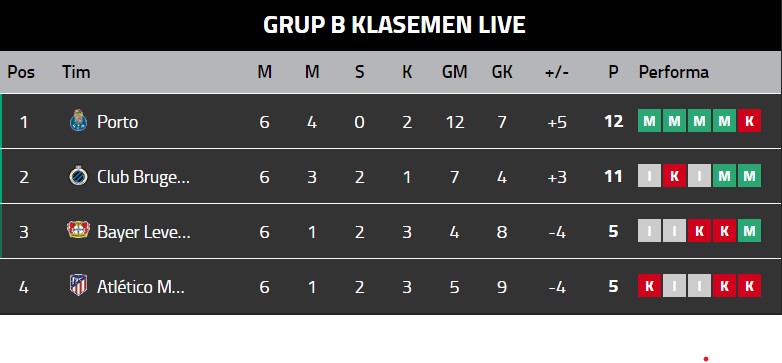 GRUP B KLASEMEN LIVE
Pos Tim M M S K GM GK +/- P Performa
1 Porto 6 4 0 2 12 7 +5 12 M M M M K
2 Club Bruge... 6 3 2 1 7 4 +3 11 I K I M M
3 Bayer Leve... 6 1 2 3 4 8 -4 5 I I K K M
4 Atlético M... 6 1 2 3 5 9 -4 5 K I I K K